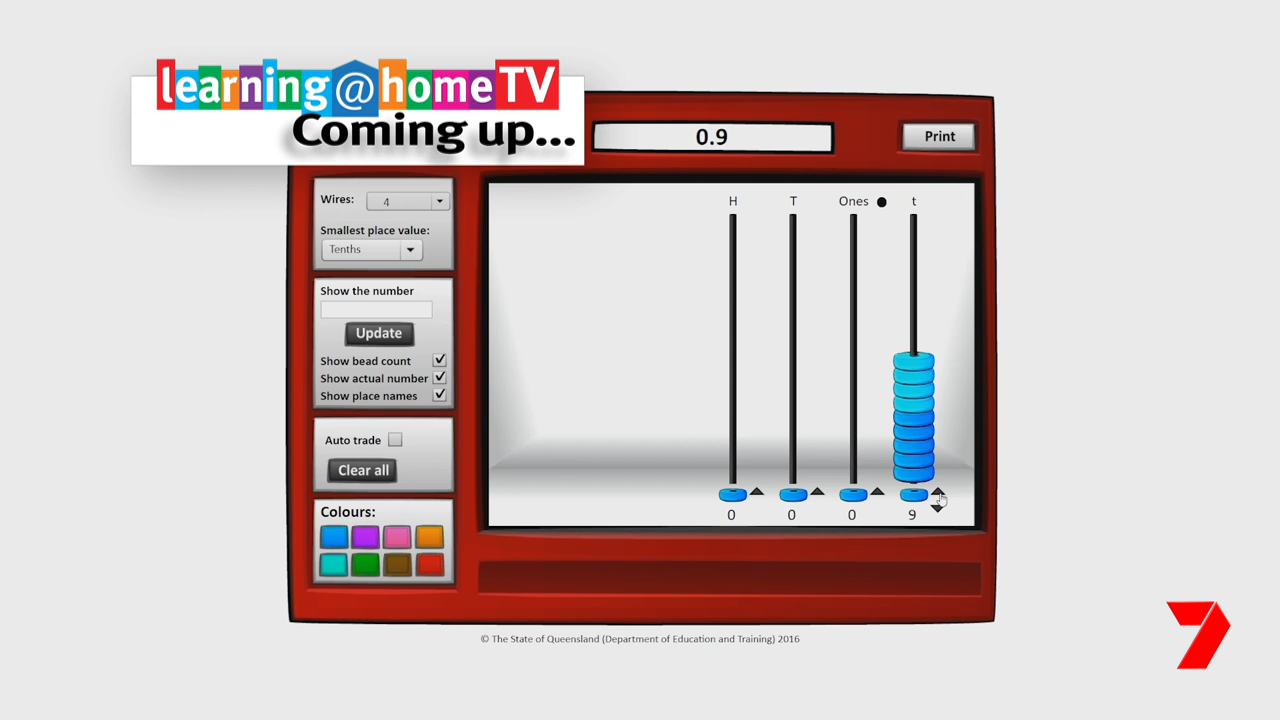 learning@homeTV
Coming up...
0.9
Print
Wires: 4
Smallest place value:
Tenths
Show the number
Update
Show bead count
Show actual number
Show place names
Auto trade
Clear all
Colours:
H T Ones t
0 0 0 9
© The State of Queensland (Department of Education and Training) 2016
7